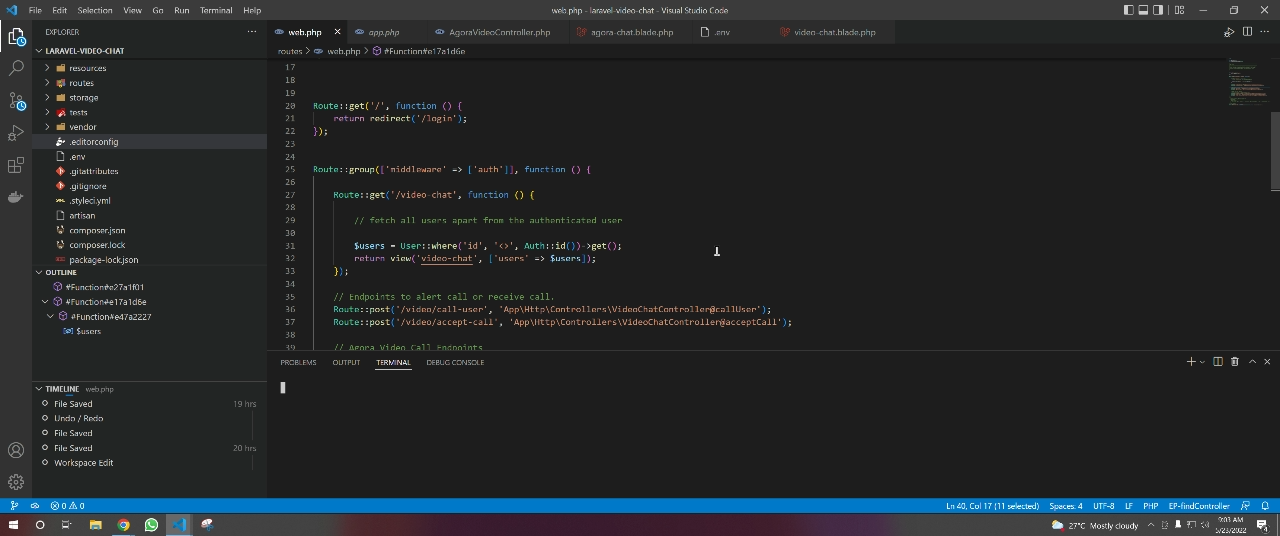 File Edit Selection View Go Run Terminal Help
web.php - laravel-video-chat - Visual Studio Code
EXPLORER
web.php
app.php
AgoraVideoController.php
agora-chat.blade.php
.env
video-chat.blade.php
LARAVEL-VIDEO-CHAT
resources
routes
storage
tests
vendor
.editorconfig
.env
.gitattributes
.gitignore
.styleci.yml
artisan
composer.json
composer.lock
package-lock.json
OUTLINE
#Function#e27a1f01
#Function#e17a1d6e
#Function#e47a2227
$users
TIMELINE web.php
File Saved 19 hrs
Undo / Redo
File Saved
File Saved 20 hrs
Workspace Edit
routes > web.php > #Function#e17a1d6e
17
18
19
20 Route::get('/', function () {
21 return redirect('/login');
22 });
23
24
25 Route::group(['middleware' => ['auth']], function () {
26
27 Route::get('/video-chat', function () {
28
29 // fetch all users apart from the authenticated user
30
31 $users = User::where('id', '<>', Auth::id())->get();
32 return view('video-chat', ['users' => $users]);
33 });
34
35 // Endpoints to alert call or receive call.
36 Route::post('/video/call-user', 'App\Http\Controllers\VideoChatController@callUser');
37 Route::post('/video/accept-call', 'App\Http\Controllers\VideoChatController@acceptCall');
38
39 // Agora Video Call Endpoints
PROBLEMS OUTPUT TERMINAL DEBUG CONSOLE
0 0
Ln 40, Col 17 (11 selected) Spaces: 4 UTF-8 LF PHP EP-findController
27°C Mostly cloudy
9:03 AM
5/23/2022